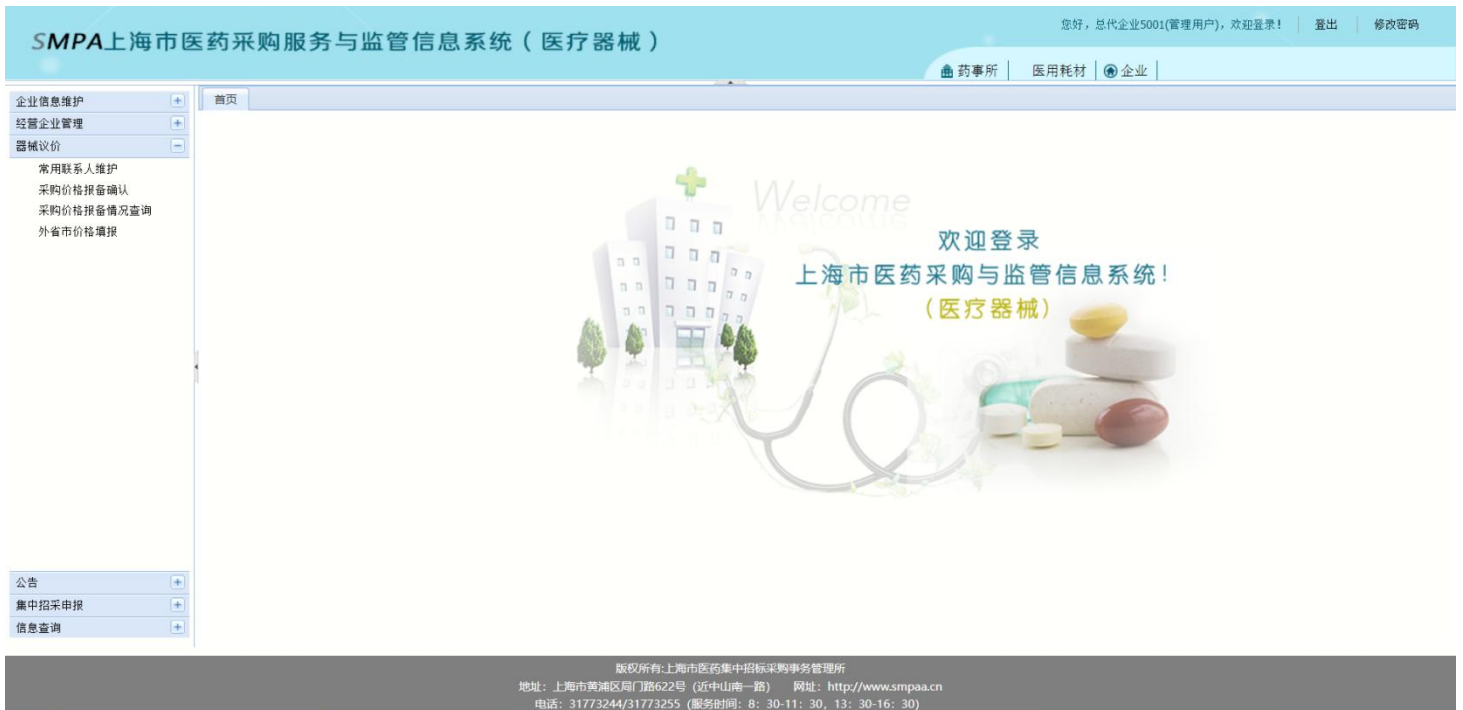 您好，总代企业5001(管理用户)，欢迎登录！ 登出 修改密码
SMPA上海市医药采购服务与监管信息系统（医疗器械）
药事所 医用耗材 企业
企业信息维护
首页
经营企业管理
器械议价
常用联系人维护
采购价格报备确认
采购价格报备情况查询
外省市价格填报
Welcome
欢迎登录
上海市医药采购与监管信息系统！
（医疗器械）
公告
集中招采申报
信息查询
版权所有:上海市医药集中招标采购事务管理所
地址：上海市黄浦区局门路622号（近中山南一路） 网址：http://www.smpaa.cn
电话：31773244/31773255（服务时间：8：30-11：30，13：30-16：30）